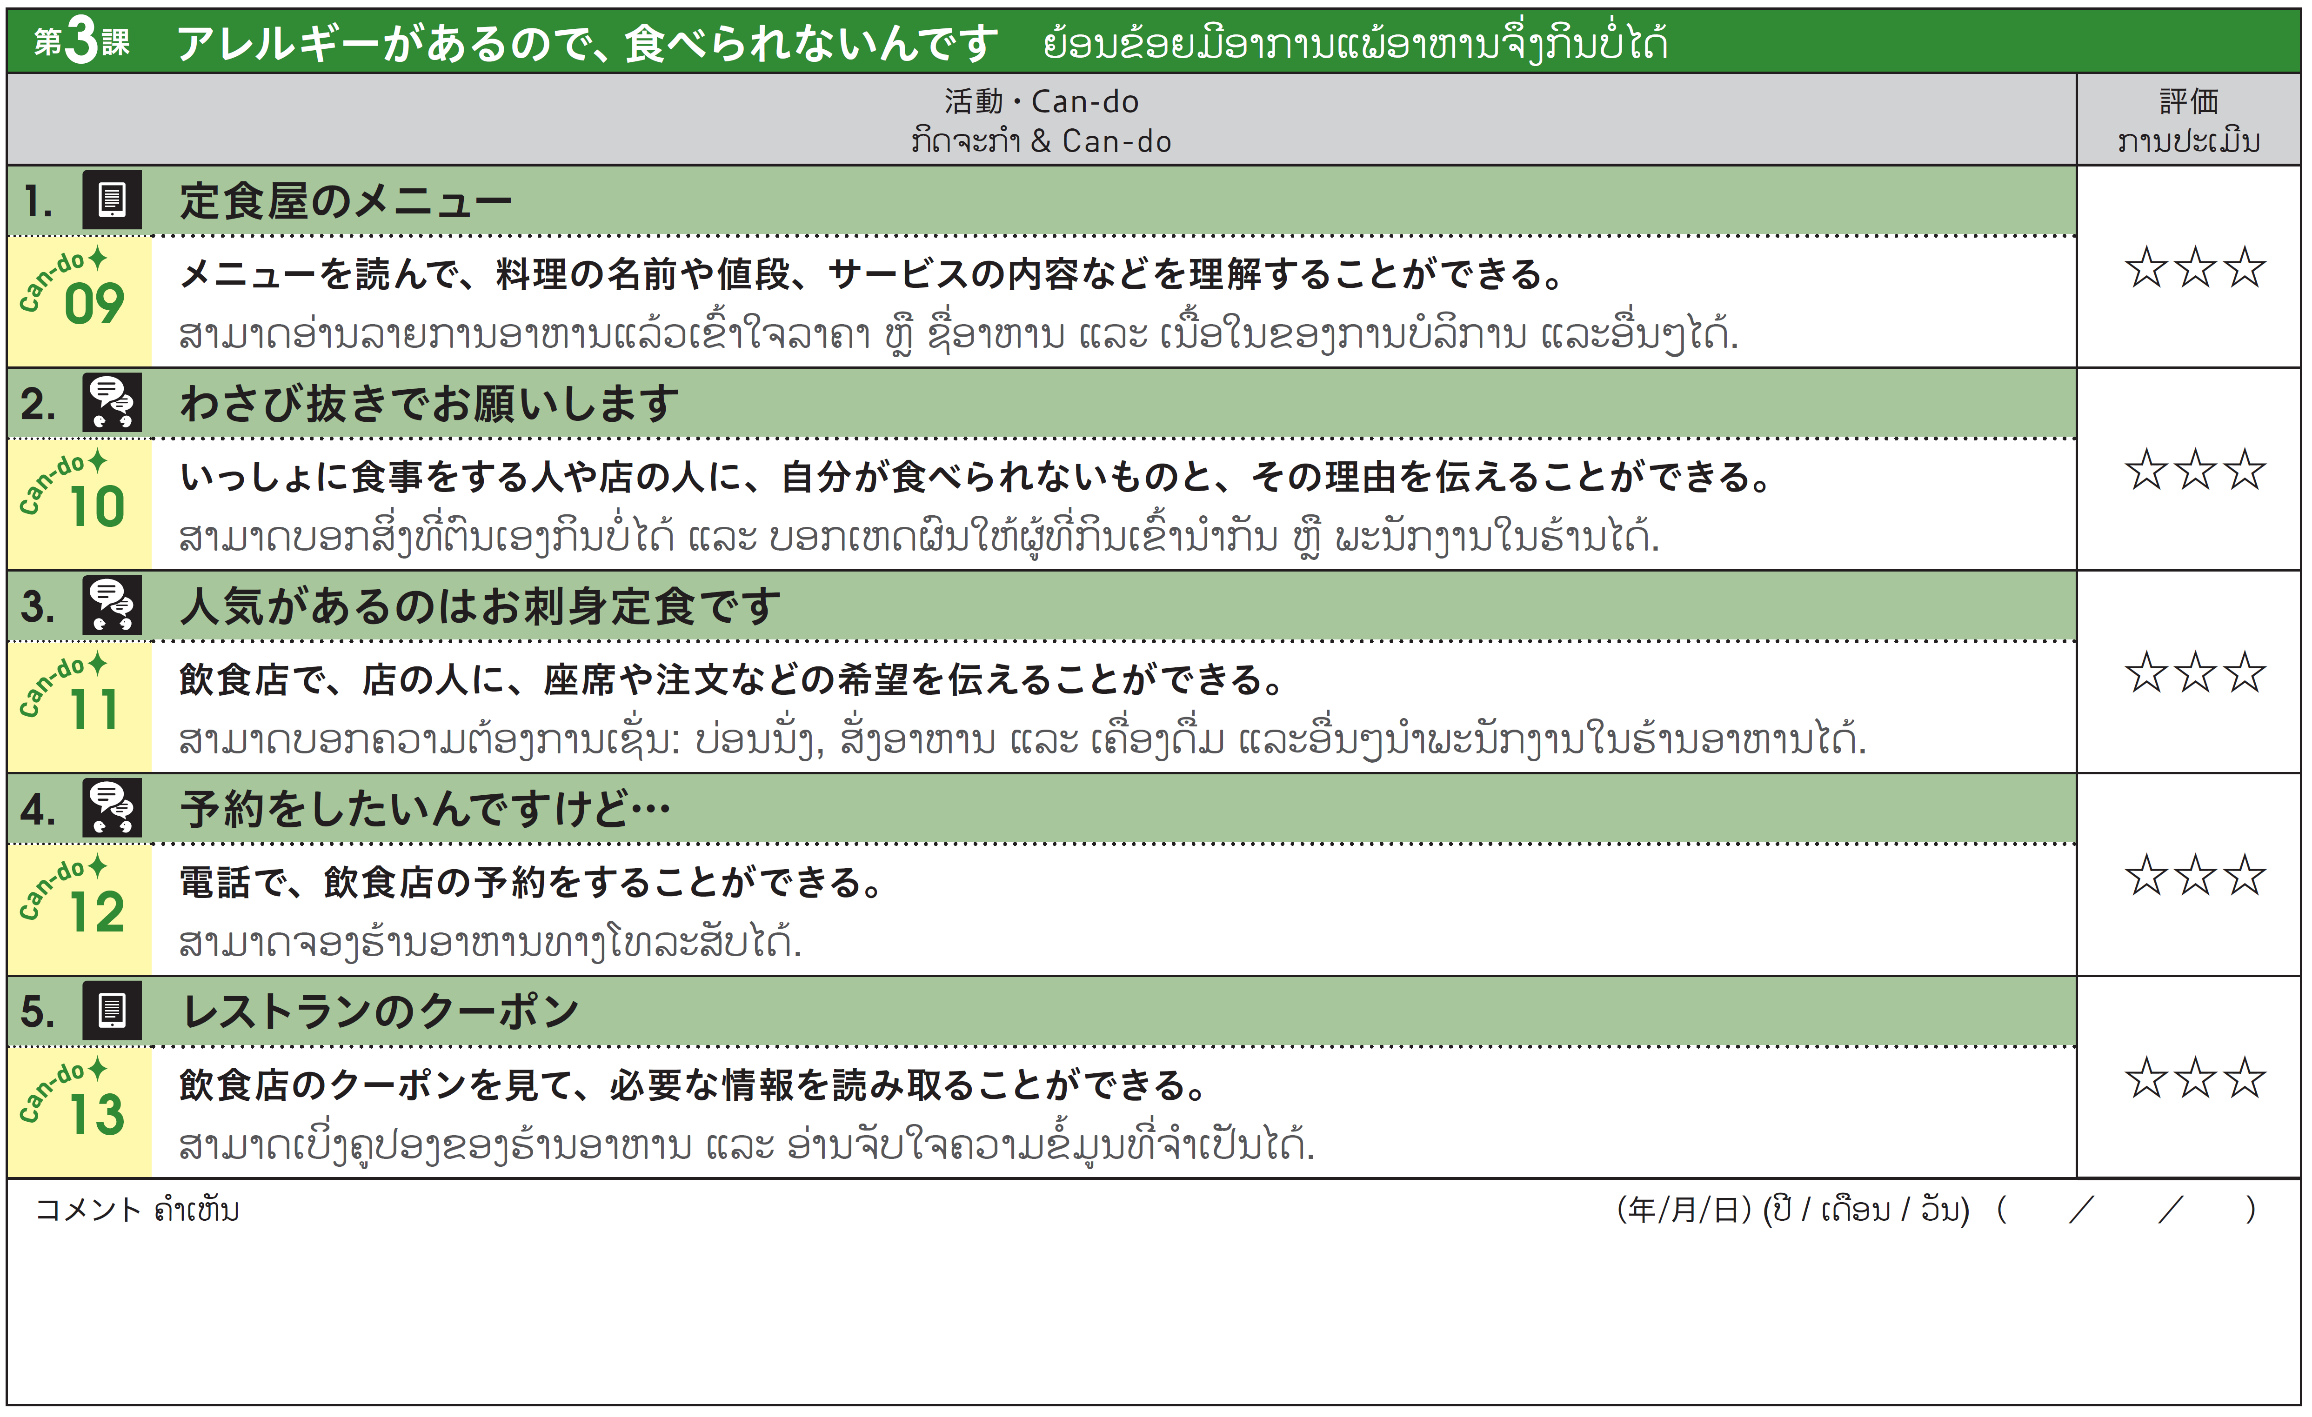 第3課 アレルギーがあるので、食べられないんです ຍ້ອນຂ້ອຍມີອາການແພ້ອາຫານຈຶ່ງກິນບໍ່ໄດ້
活動・Can-do
ກິດຈະກຳ & Can-do
評価
ການປະເມີນ
1. 定食屋のメニュー
Can-do 09
メニューを読んで、料理の名前や値段、サービスの内容などを理解することができる。
ສາມາດອ່ານລາຍການອາຫານແລ້ວເຂົ້າໃຈລາຄາ ຫຼື ຊື່ອາຫານ ແລະ ເນື້ອໃນຂອງການບໍລິການ ແລະອື່ນໆໄດ້.
☆☆☆
2. わさび抜きでお願いします
Can-do 10
いっしょに食事をする人や店の人に、自分が食べられないものと、その理由を伝えることができる。
ສາມາດບອກສິ່ງທີ່ຕົນເອງກິນບໍ່ໄດ້ ແລະ ບອກເຫດຜົນໃຫ້ຜູ້ທີ່ກິນເຂົ້ານຳກັນ ຫຼື ພະນັກງານໃນຮ້ານໄດ້.
☆☆☆
3. 人気があるのはお刺身定食です
Can-do 11
飲食店で、店の人に、座席や注文などの希望を伝えることができる。
ສາມາດບອກຄວາມຕ້ອງການເຊັ່ນ: ບ່ອນນັ່ງ, ສັ່ງອາຫານ ແລະ ເຄື່ອງດື່ມ ແລະອື່ນໆນຳພະນັກງານໃນຮ້ານອາຫານໄດ້.
☆☆☆
4. 予約をしたいんですけど…
Can-do 12
電話で、飲食店の予約をすることができる。
ສາມາດຈອງຮ້ານອາຫານທາງໂທລະສັບໄດ້.
☆☆☆
5. レストランのクーポン
Can-do 13
飲食店のクーポンを見て、必要な情報を読み取ることができる。
ສາມາດເບິ່ງຄູປອງຂອງຮ້ານອາຫານ ແລະ ອ່ານຈັບໃຈຄວາມຂໍ້ມູນທີ່ຈຳເປັນໄດ້.
☆☆☆
コメント ຄຳເຫັນ (年/月/日) (ປີ / ເດືອນ / ວັນ) ( / / )